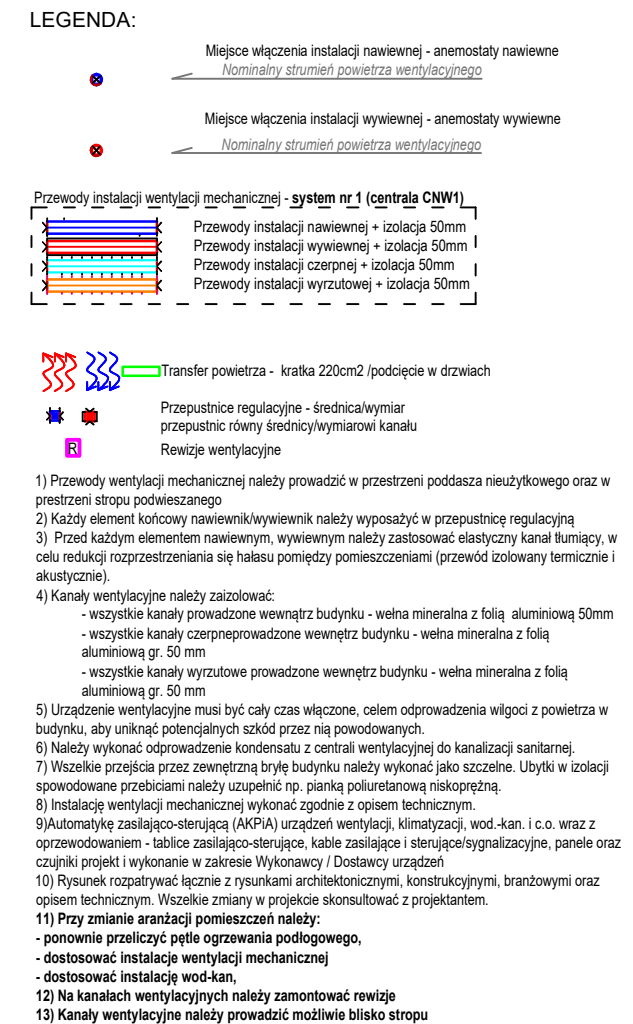 LEGENDA:
Miejsce włączenia instalacji nawiewnej - anemostaty nawiewne
Nominalny strumień powietrza wentylacyjnego
Miejsce włączenia instalacji wywiewnej - anemostaty wywiewne
Nominalny strumień powietrza wentylacyjnego
Przewody instalacji wentylacji mechanicznej - system nr 1 (centrala CNW1)
Przewody instalacji nawiewnej + izolacja 50mm
Przewody instalacji wywiewnej + izolacja 50mm
Przewody instalacji czerpnej + izolacja 50mm
Przewody instalacji wyrzutowej + izolacja 50mm
Transfer powietrza - kratka 220cm2 /podcięcie w drzwiach
Przepustnice regulacyjne - średnica/wymiar
przepustnic równy średnicy/wymiarowi kanału
R Rewizje wentylacyjne
1) Przewody wentylacji mechanicznej należy prowadzić w przestrzeni poddasza nieużytkowego oraz w
prestrzeni stropu podwieszanego
2) Każdy element końcowy nawiewnik/wywiewnik należy wyposażyć w przepustnicę regulacyjną
3) Przed każdym elementem nawiewnym, wywiewnym należy zastosować elastyczny kanał tłumiący, w
celu redukcji rozprzestrzeniania się hałasu pomiędzy pomieszczeniami (przewód izolowany termicznie i
akustycznie).
4) Kanały wentylacyjne należy zaizolować:
- wszystkie kanały prowadzone wewnątrz budynku - wełna mineralna z folią aluminiową 50mm
- wszystkie kanały czerpneprowadzone wewnętrz budynku - wełna mineralna z folią
aluminiową gr. 50 mm
- wszystkie kanały wyrzutowe prowadzone wewnętrz budynku - wełna mineralna z folią
aluminiową gr. 50 mm
5) Urządzenie wentylacyjne musi być cały czas włączone, celem odprowadzenia wilgoci z powietrza w
budynku, aby uniknąć potencjalnych szkód przez nią powodowanych.
6) Należy wykonać odprowadzenie kondensatu z centrali wentylacyjnej do kanalizacji sanitarnej.
7) Wszelkie przejścia przez zewnętrzną bryłę budynku należy wykonać jako szczelne. Ubytki w izolacji
spowodowane przebiciami należy uzupełnić np. pianką poliuretanową niskoprężną.
8) Instalację wentylacji mechanicznej wykonać zgodnie z opisem technicznym.
9)Automatykę zasilająco-sterującą (AKPiA) urządzeń wentylacji, klimatyzacji, wod.-kan. i c.o. wraz z
oprzewodowaniem - tablice zasilająco-sterujące, kable zasilające i sterujące/sygnalizacyjne, panele oraz
czujniki projekt i wykonanie w zakresie Wykonawcy / Dostawcy urządzeń
10) Rysunek rozpatrywać łącznie z rysunkami architektonicznymi, konstrukcyjnymi, branżowymi oraz
opisem technicznym. Wszelkie zmiany w projekcie skonsultować z projektantem.
11) Przy zmianie aranżacji pomieszczeń należy:
- ponownie przeliczyć pętle ogrzewania podłogowego,
- dostosować instalacje wentylacji mechanicznej
- dostosować instalację wod-kan,
12) Na kanałach wentylacyjnych należy zamontować rewizje
13) Kanały wentylacyjne należy prowadzić możliwie blisko stropu